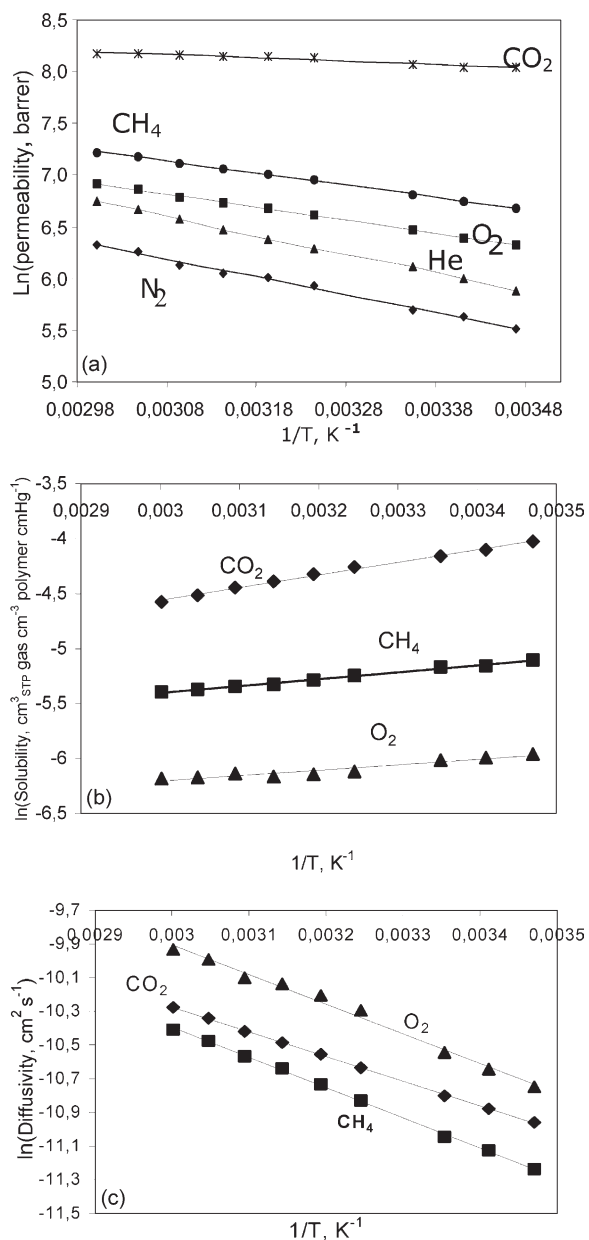 8,5
CO2
8,0
7,5
CH4
7,0
6,5
O2
He
6,0
N2
5,5
(a)
5,0
0,00298 0,00308 0,00318 0,00328 0,00338 0,00348
Ln(permeability, barrer)
1/T, K -1
-3,5
0,0029 0,003 0,0031 0,0032 0,0033 0,0034 0,0035
-4
CO2
-4,5
CH4
-5
-5,5
O2
-6
(b)
-6,5
ln(Solubility, cm3STP gas cm-3 polymer cmHg-1)
1/T, K-1
-9,7
0,0029 0,003 0,0031 0,0032 0,0033 0,0034 0,0035
-9,9
-10,1
CO2
-10,3
O2
-10,5
-10,7
CH4
-10,9
-11,1
-11,3
(c)
-11,5
ln(Diffusivity, cm2 s-1)
1/T, K-1